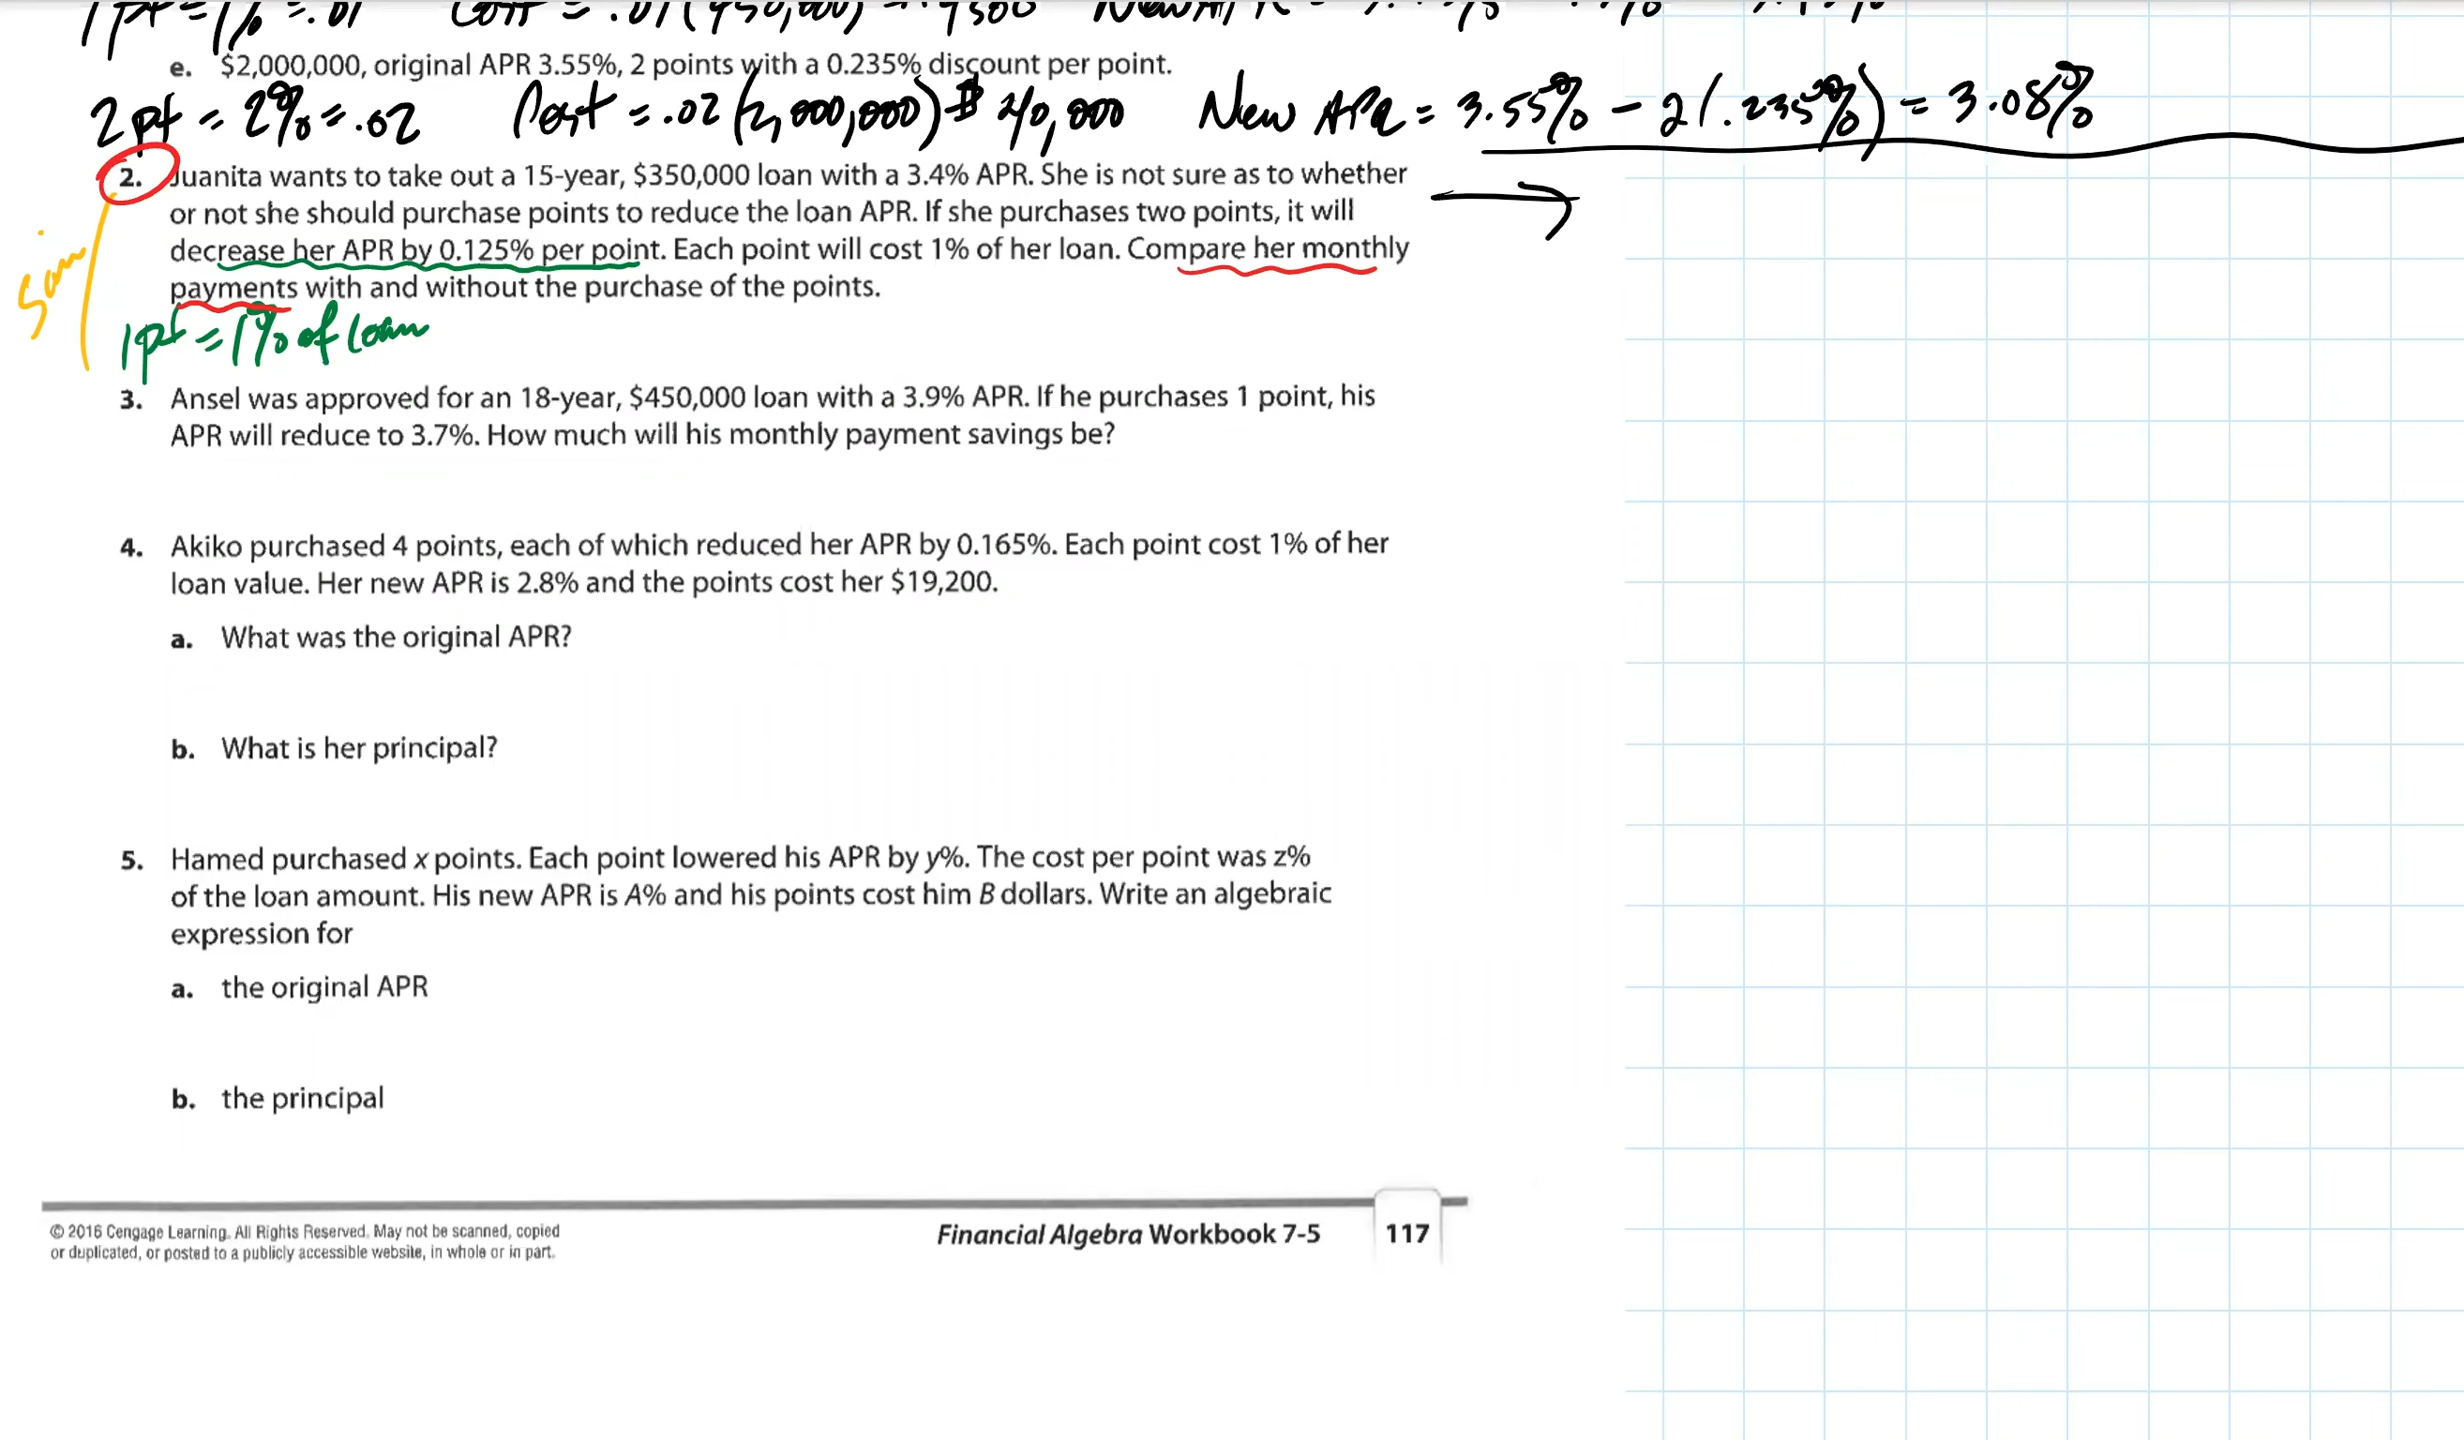 1pt = 1% = .01 Cost = .01(450,000) = 4500 New APR =
e. $2,000,000, original APR 3.55%, 2 points with a 0.235% discount per point.
2pt = 2% = .02 Cost = .02(2,000,000) $ 40,000 New APR = 3.55% - 2(.235%) = 3.08%
2. Juanita wants to take out a 15-year, $350,000 loan with a 3.4% APR. She is not sure as to whether
or not she should purchase points to reduce the loan APR. If she purchases two points, it will
decrease her APR by 0.125% per point. Each point will cost 1% of her loan. Compare her monthly
payments with and without the purchase of the points.
1pt = 1% of loan
3. Ansel was approved for an 18-year, $450,000 loan with a 3.9% APR. If he purchases 1 point, his
APR will reduce to 3.7%. How much will his monthly payment savings be?
4. Akiko purchased 4 points, each of which reduced her APR by 0.165%. Each point cost 1% of her
loan value. Her new APR is 2.8% and the points cost her $19,200.
a. What was the original APR?
b. What is her principal?
5. Hamed purchased x points. Each point lowered his APR by y%. The cost per point was z%
of the loan amount. His new APR is A% and his points cost him B dollars. Write an algebraic
expression for
a. the original APR
b. the principal
© 2016 Cengage Learning. All Rights Reserved. May not be scanned, copied
or duplicated, or posted to a publicly accessible website, in whole or in part.
Financial Algebra Workbook 7-5 117